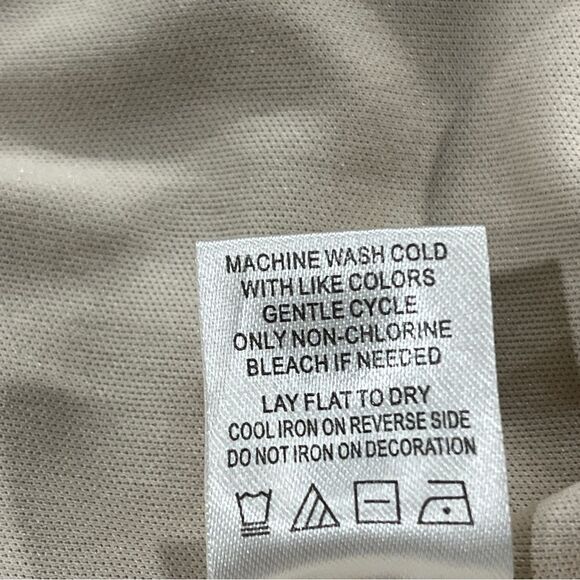 MACHINE WASH COLD
WITH LIKE COLORS
GENTLE CYCLE
ONLY NON-CHLORINE
BLEACH IF NEEDED
LAY FLAT TO DRY
COOL IRON ON REVERSE SIDE
DO NOT IRON ON DECORATION